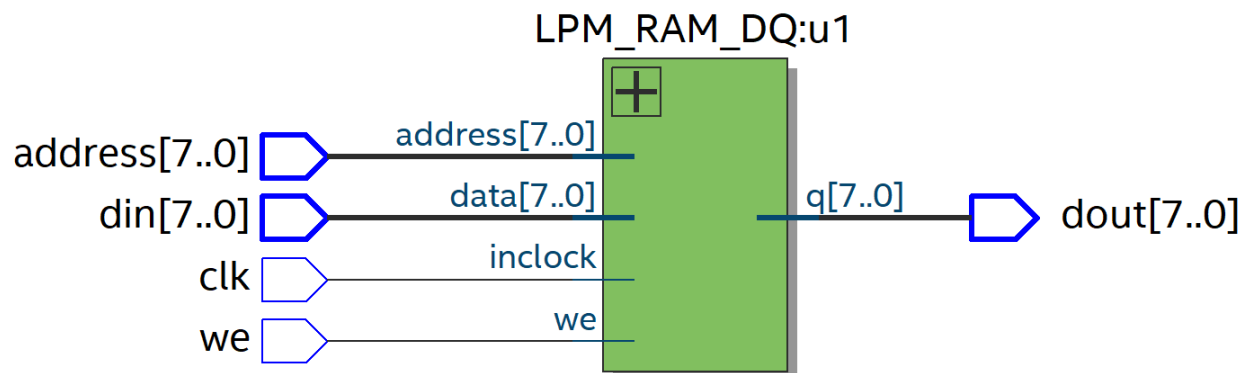 LPM_RAM_DQ:u1
address[7..0] address[7..0]
din[7..0] data[7..0] q[7..0] dout[7..0]
clk inclock
we we